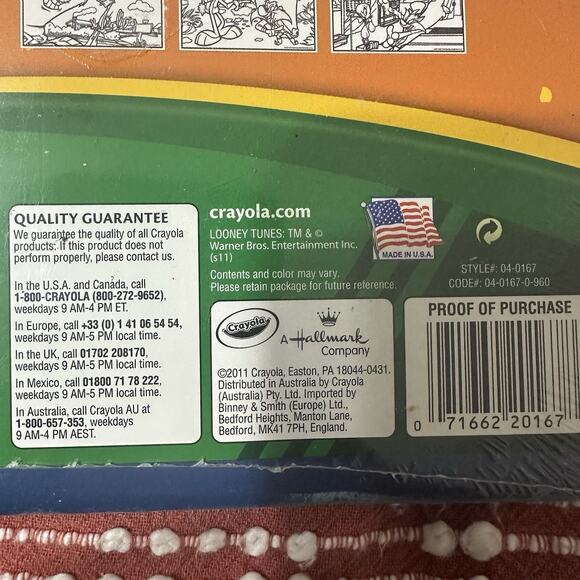 crayola.com
LOONEY TUNES: TM & ©
Warner Bros. Entertainment Inc.
(s11)
Contents and color may vary.
Please retain package for future reference.
MADE IN U.S.A.
STYLE#: 04-0167
CODE#: 04-0167-0-960
QUALITY GUARANTEE
We guarantee the quality of all Crayola
products. If this product does not
perform properly, please contact us.
In the U.S.A. and Canada, call
1-800-CRAYOLA (800-272-9652),
weekdays 9 AM-4 PM ET.
In Europe, call +33 (0) 1 41 06 54 54,
weekdays 9 AM-5 PM local time.
In the UK, call 01702 208170,
weekdays 9 AM-5 PM local time.
In Mexico, call 01800 71 78 222,
weekdays 9 AM-5 PM local time.
In Australia, call Crayola AU at
1-800-657-353, weekdays
9 AM-4 PM AEST.
Crayola
A Hallmark
Company
©2011 Crayola, Easton, PA 18044-0431.
Distributed in Australia by Crayola
(Australia) Pty. Ltd. Imported by
Binney & Smith (Europe) Ltd.,
Bedford Heights, Manton Lane,
Bedford, MK41 7PH, England.
PROOF OF PURCHASE
0 71662 20167